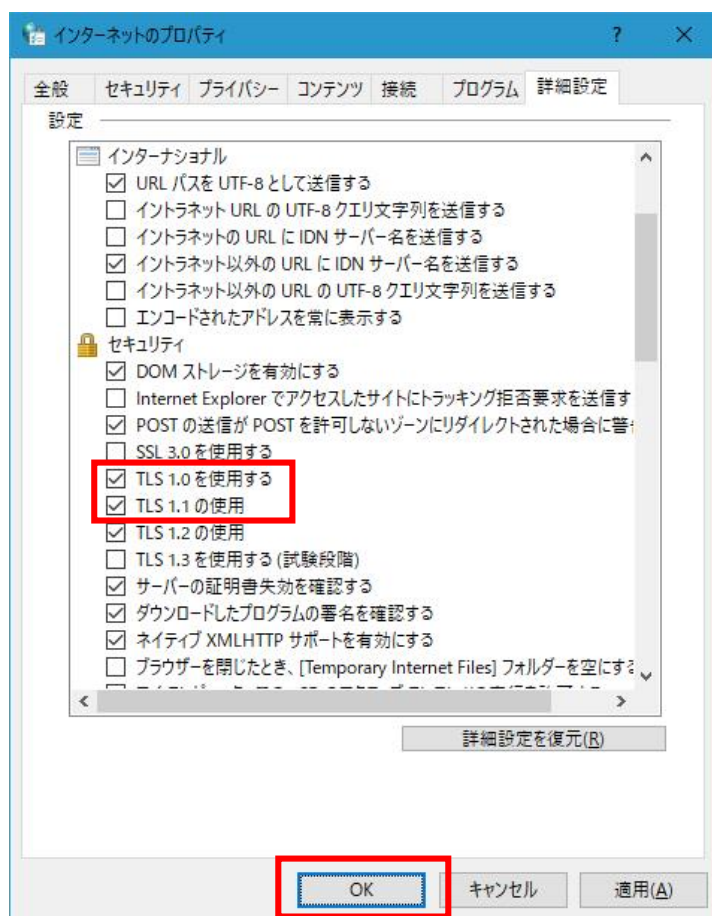 インターネットのプロパティ ? ×
全般 セキュリティ プライバシー コンテンツ 接続 プログラム 詳細設定
設定
インターナショナル
URL パスを UTF-8 として送信する
イントラネット URL の UTF-8 クエリ文字列を送信する
イントラネットの URL に IDN サーバー名を送信する
イントラネット以外の URL に IDN サーバー名を送信する
イントラネット以外の URL の UTF-8 クエリ文字列を送信する
エンコードされたアドレスを常に表示する
セキュリティ
DOM ストレージを有効にする
Internet Explorer でアクセスしたサイトにトラッキング拒否要求を送信す
POST の送信が POST を許可しないゾーンにリダイレクトされた場合に警
SSL 3.0 を使用する
TLS 1.0 を使用する
TLS 1.1 の使用
TLS 1.2 の使用
TLS 1.3 を使用する (試験段階)
サーバーの証明書失効を確認する
ダウンロードしたプログラムの署名を確認する
ネイティブ XMLHTTP サポートを有効にする
ブラウザーを閉じたとき、[Temporary Internet Files] フォルダーを空にする
詳細設定を復元(R)
OK キャンセル 適用(A)